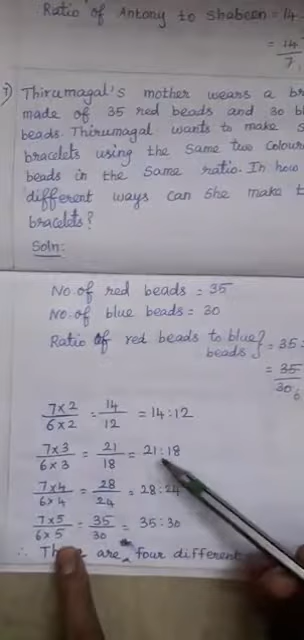 Ratio of Antony to Shabeen = 14
= 14
7
7) Thirumagal's mother wears a br
made of 35 red beads and 30 bl
beads. Thirumagal wants to make
bracelets using the same two colour
beads in the same ratio. In how
different ways can she make t
bracelets?
Soln:
No of red beads = 35
No of blue beads = 30
Ratio of red beads to blue beads } = 35:
= 35
30 6
7×2/6×2 = 14/12 = 14:12
7×3/6×3 = 21/18 = 21:18
7×4/6×4 = 28/24 = 28:24
7×5/6×5 = 35/30 = 35:30
∴ There are four different